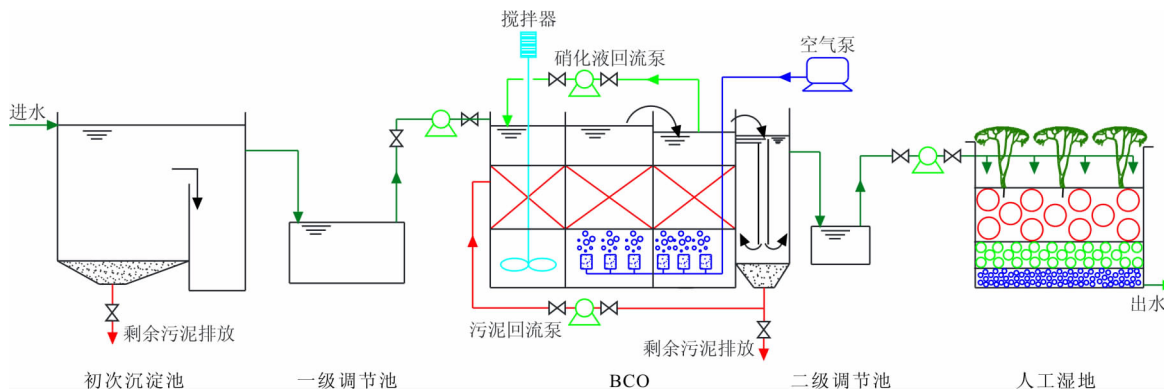 搅拌器
空气泵
硝化液回流泵
进水
污泥回流泵
出水
剩余污泥排放
剩余污泥排放
初次沉淀池
一级调节池
BCO
二级调节池
人工湿地